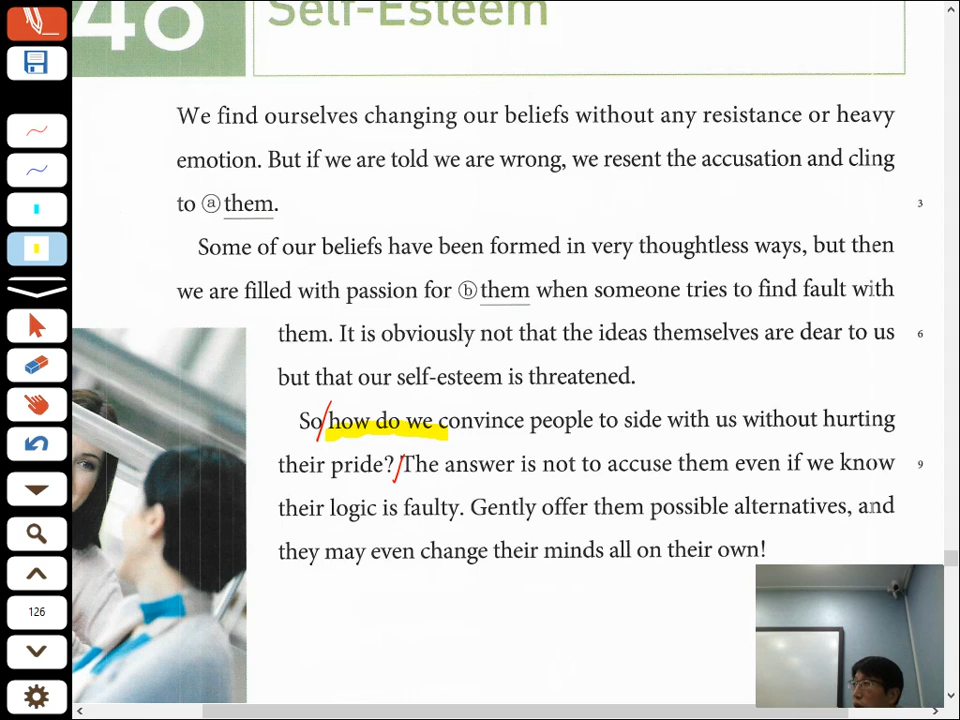 48
Self-Esteem
We find ourselves changing our beliefs without any resistance or heavy
emotion. But if we are told we are wrong, we resent the accusation and cling
to ⓐ them.
3
Some of our beliefs have been formed in very thoughtless ways, but then
we are filled with passion for ⓑ them when someone tries to find fault with
them. It is obviously not that the ideas themselves are dear to us
6
but that our self-esteem is threatened.
So how do we convince people to side with us without hurting
their pride? The answer is not to accuse them even if we know
9
their logic is faulty. Gently offer them possible alternatives, and
they may even change their minds all on their own!
126